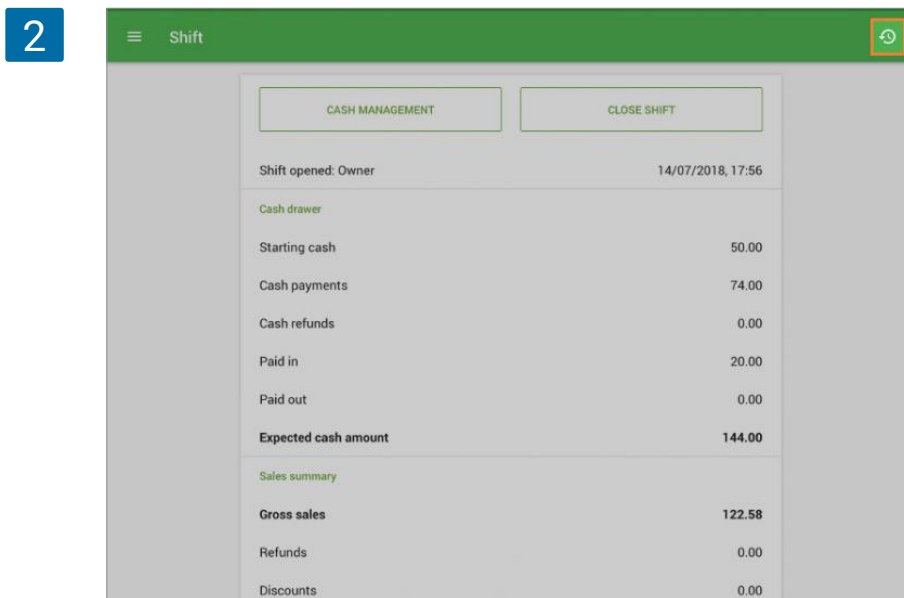 2
Shift
CASH MANAGEMENT CLOSE SHIFT
Shift opened: Owner 14/07/2018, 17:56
Cash drawer
Starting cash 50.00
Cash payments 74.00
Cash refunds 0.00
Paid in 20.00
Paid out 0.00
Expected cash amount 144.00
Sales summary
Gross sales 122.58
Refunds 0.00
Discounts 0.00